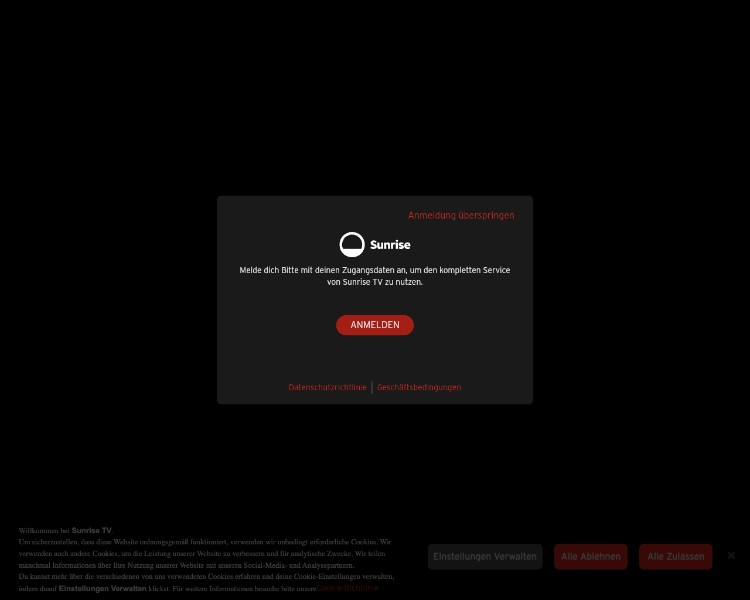 Anmeldung überspringen
Sunrise
Melde dich Bitte mit deinen Zugangsdaten an, um den kompletten Service
von Sunrise TV zu nutzen.
ANMELDEN
Datenschutzrichtlinie | Geschäftsbedingungen
Willkommen bei Sunrise TV.
Um sicherzustellen, dass diese Website ordnungsgemäß funktioniert, verwenden wir unbedingt erforderliche Cookies. Wir
verwenden auch andere Cookies, um die Leistung unserer Website zu verbessern und für analytische Zwecke. Wir teilen
manchmal Informationen über Ihre Nutzung unserer Website mit unseren Social-Media- und Analysepartnern.
Du kannst mehr über die verschiedenen von uns verwendeten Cookies erfahren und deine Cookie-Einstellungen verwalten,
indem du auf Einstellungen Verwalten klickst. Für weitere Informationen besuche bitte unsere
Einstellungen Verwalten
Alle Ablehnen
Alle Zulassen